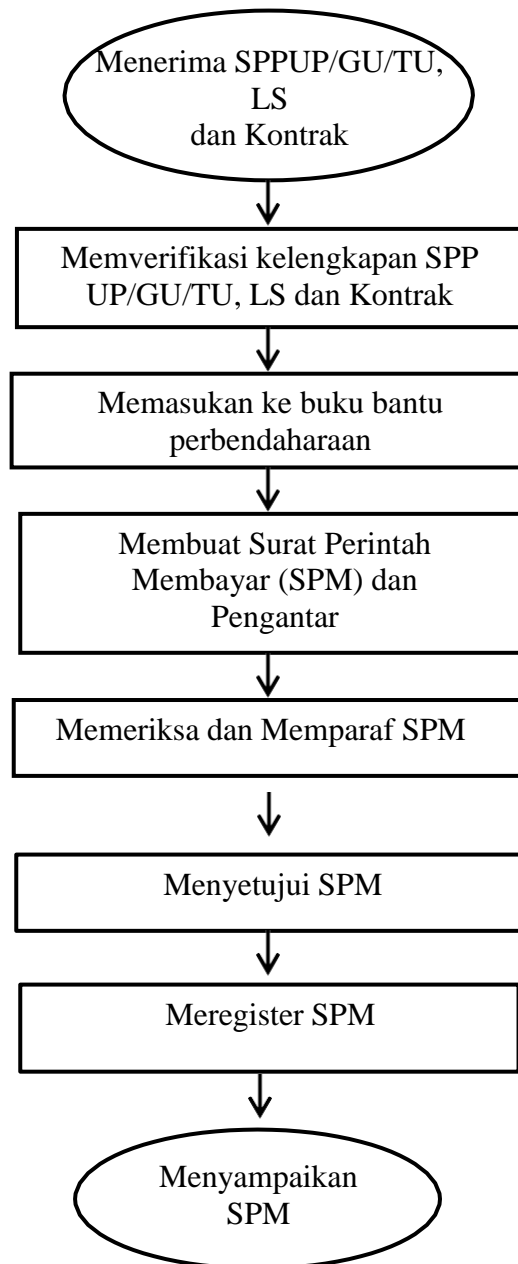 Menerima SPPUP/GU/TU,
LS
dan Kontrak
Memverifikasi kelengkapan SPP
UP/GU/TU, LS dan Kontrak
Memasukan ke buku bantu
perbendaharaan
Membuat Surat Perintah
Membayar (SPM) dan
Pengantar
Memeriksa dan Memparaf SPM
Menyetujui SPM
Meregister SPM
Menyampaikan
SPM